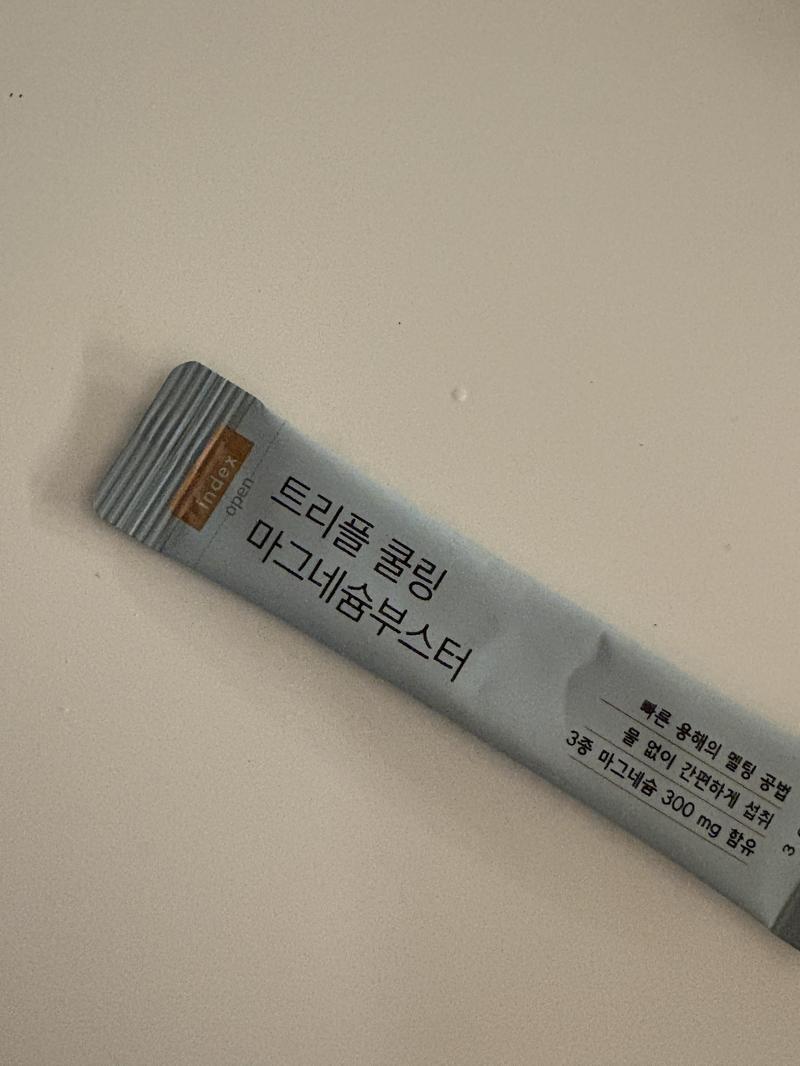 index
open
트리플 쿨링
마그네슘부스터
빠른 용해의 멜팅 공법
물 없이 간편하게 섭취
3종 마그네슘 300 mg 함유
3